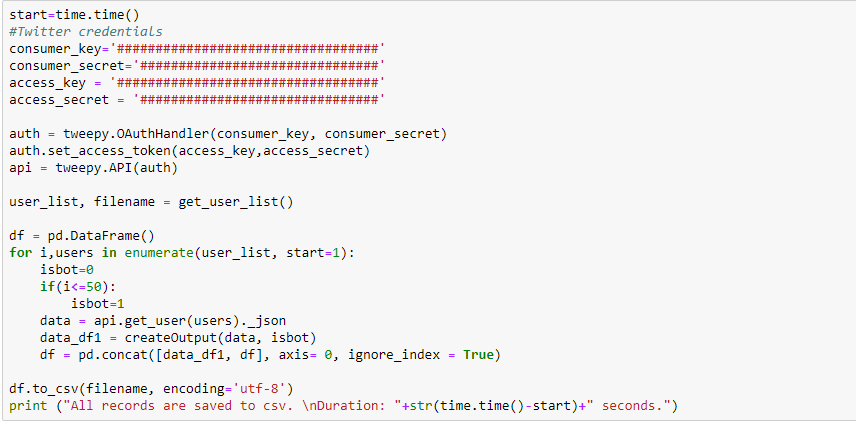 start=time.time()
#Twitter credentials
consumer_key='##################################'
consumer_secret='###############################'
access_key = '##################################'
access_secret = '###############################'
auth = tweepy.OAuthHandler(consumer_key, consumer_secret)
auth.set_access_token(access_key,access_secret)
api = tweepy.API(auth)
user_list, filename = get_user_list()
df = pd.DataFrame()
for i,users in enumerate(user_list, start=1):
    isbot=0
    if(i<=50):
        isbot=1
    data = api.get_user(users)._json
    data_df1 = createOutput(data, isbot)
    df = pd.concat([data_df1, df], axis= 0, ignore_index = True)
df.to_csv(filename, encoding='utf-8')
print ("All records are saved to csv. \nDuration: "+str(time.time()-start)+" seconds.")